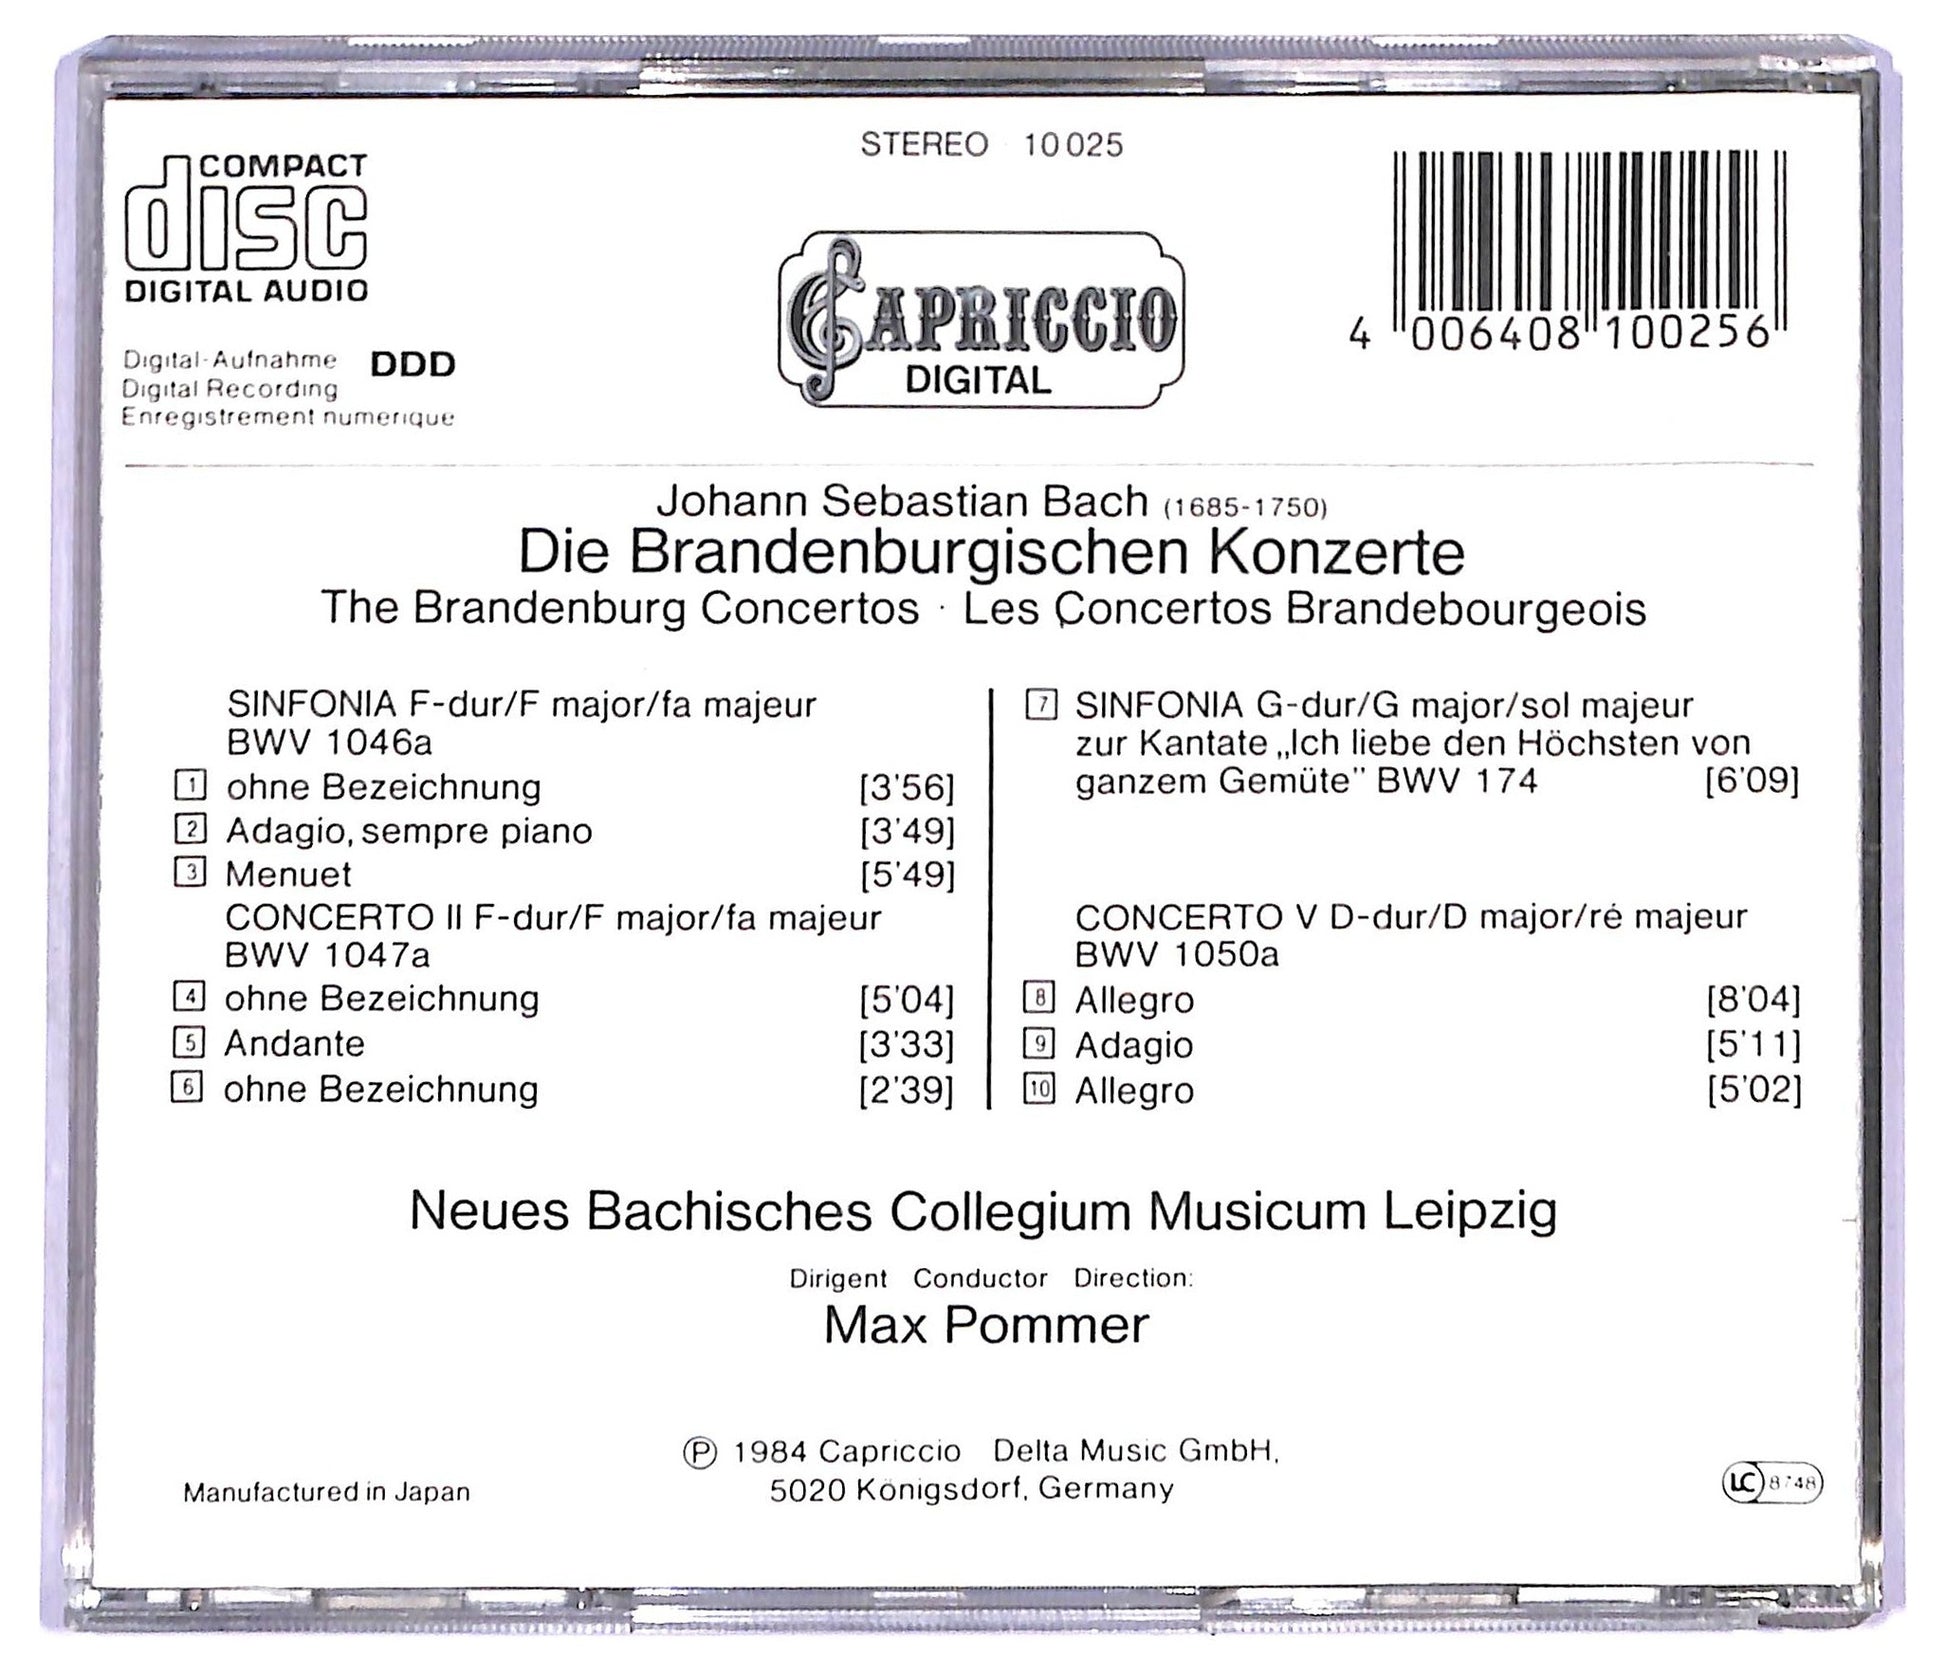 STEREO 10 025
COMPACT
disc
DIGITAL AUDIO
Digital-Aufnahme DDD
Digital Recording
Enregistrement numerique
CAPRICCIO
DIGITAL
4 006408 100256
Johann Sebastian Bach (1685-1750)
Die Brandenburgischen Konzerte
The Brandenburg Concertos · Les Concertos Brandebourgeois
SINFONIA F-dur/F major/fa majeur
BWV 1046a
1 ohne Bezeichnung [3'56]
2 Adagio, sempre piano [3'49]
3 Menuet [5'49]
CONCERTO II F-dur/F major/fa majeur
BWV 1047a
4 ohne Bezeichnung [5'04]
5 Andante [3'33]
6 ohne Bezeichnung [2'39]
7 SINFONIA G-dur/G major/sol majeur
zur Kantate „Ich liebe den Höchsten von
ganzem Gemüte" BWV 174 [6'09]
CONCERTO V D-dur/D major/ré majeur
BWV 1050a
8 Allegro [8'04]
9 Adagio [5'11]
10 Allegro [5'02]
Neues Bachisches Collegium Musicum Leipzig
Dirigent Conductor Direction:
Max Pommer
Ⓟ 1984 Capriccio Delta Music GmbH,
5020 Königsdorf, Germany
Manufactured in Japan
LC 8748